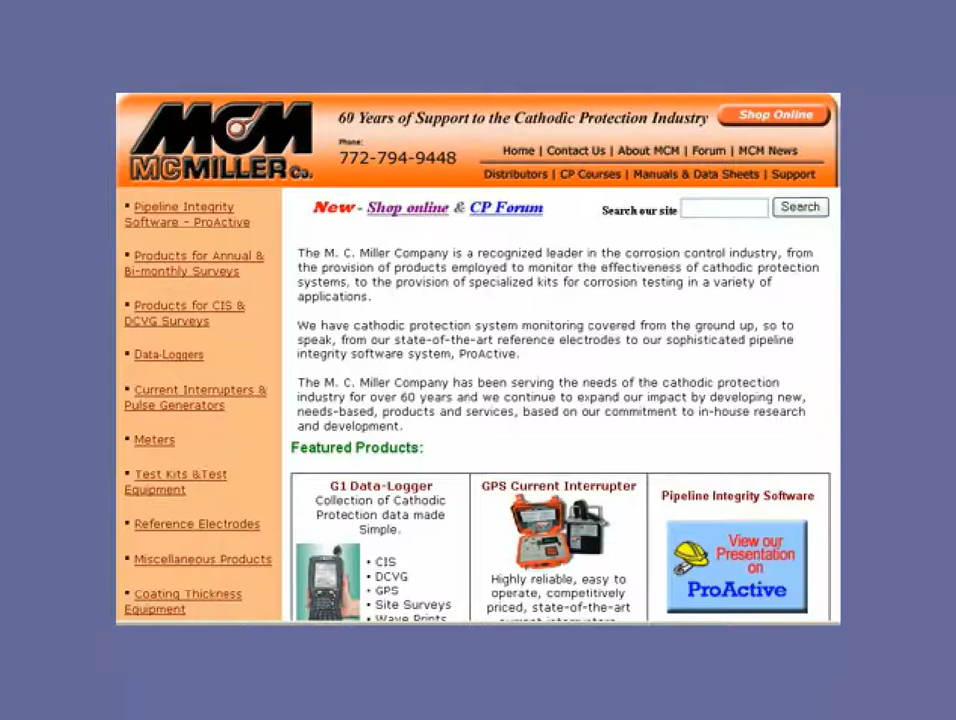 MCM
MCMILLER Co.
60 Years of Support to the Cathodic Protection Industry
Shop Online
Phone:
772-794-9448
Home | Contact Us | About MCM | Forum | MCM News
Distributors | CP Courses | Manuals & Data Sheets | Support
New - Shop online & CP Forum
Search our site
Search
▪ Pipeline Integrity
Software - ProActive
▪ Products for Annual &
Bi-monthly Surveys
▪ Products for CIS &
DCVG Surveys
▪ Data-Loggers
▪ Current Interrupters &
Pulse Generators
▪ Meters
▪ Test Kits &Test
Equipment
▪ Reference Electrodes
▪ Miscellaneous Products
▪ Coating Thickness
Equipment
The M. C. Miller Company is a recognized leader in the corrosion control industry, from
the provision of products employed to monitor the effectiveness of cathodic protection
systems, to the provision of specialized kits for corrosion testing in a variety of
applications.
We have cathodic protection system monitoring covered from the ground up, so to
speak, from our state-of-the-art reference electrodes to our sophisticated pipeline
integrity software system, ProActive.
The M. C. Miller Company has been serving the needs of the cathodic protection
industry for over 60 years and we continue to expand our impact by developing new,
needs-based, products and services, based on our commitment to in-house research
and development.
Featured Products:
G1 Data-Logger
Collection of Cathodic
Protection data made
Simple.
• CIS
• DCVG
• GPS
• Site Surveys
• Wave Prints
GPS Current Interrupter
Highly reliable, easy to
operate, competitively
priced, state-of-the-art
current interrupters
Pipeline Integrity Software
View our
Presentation
on
ProActive